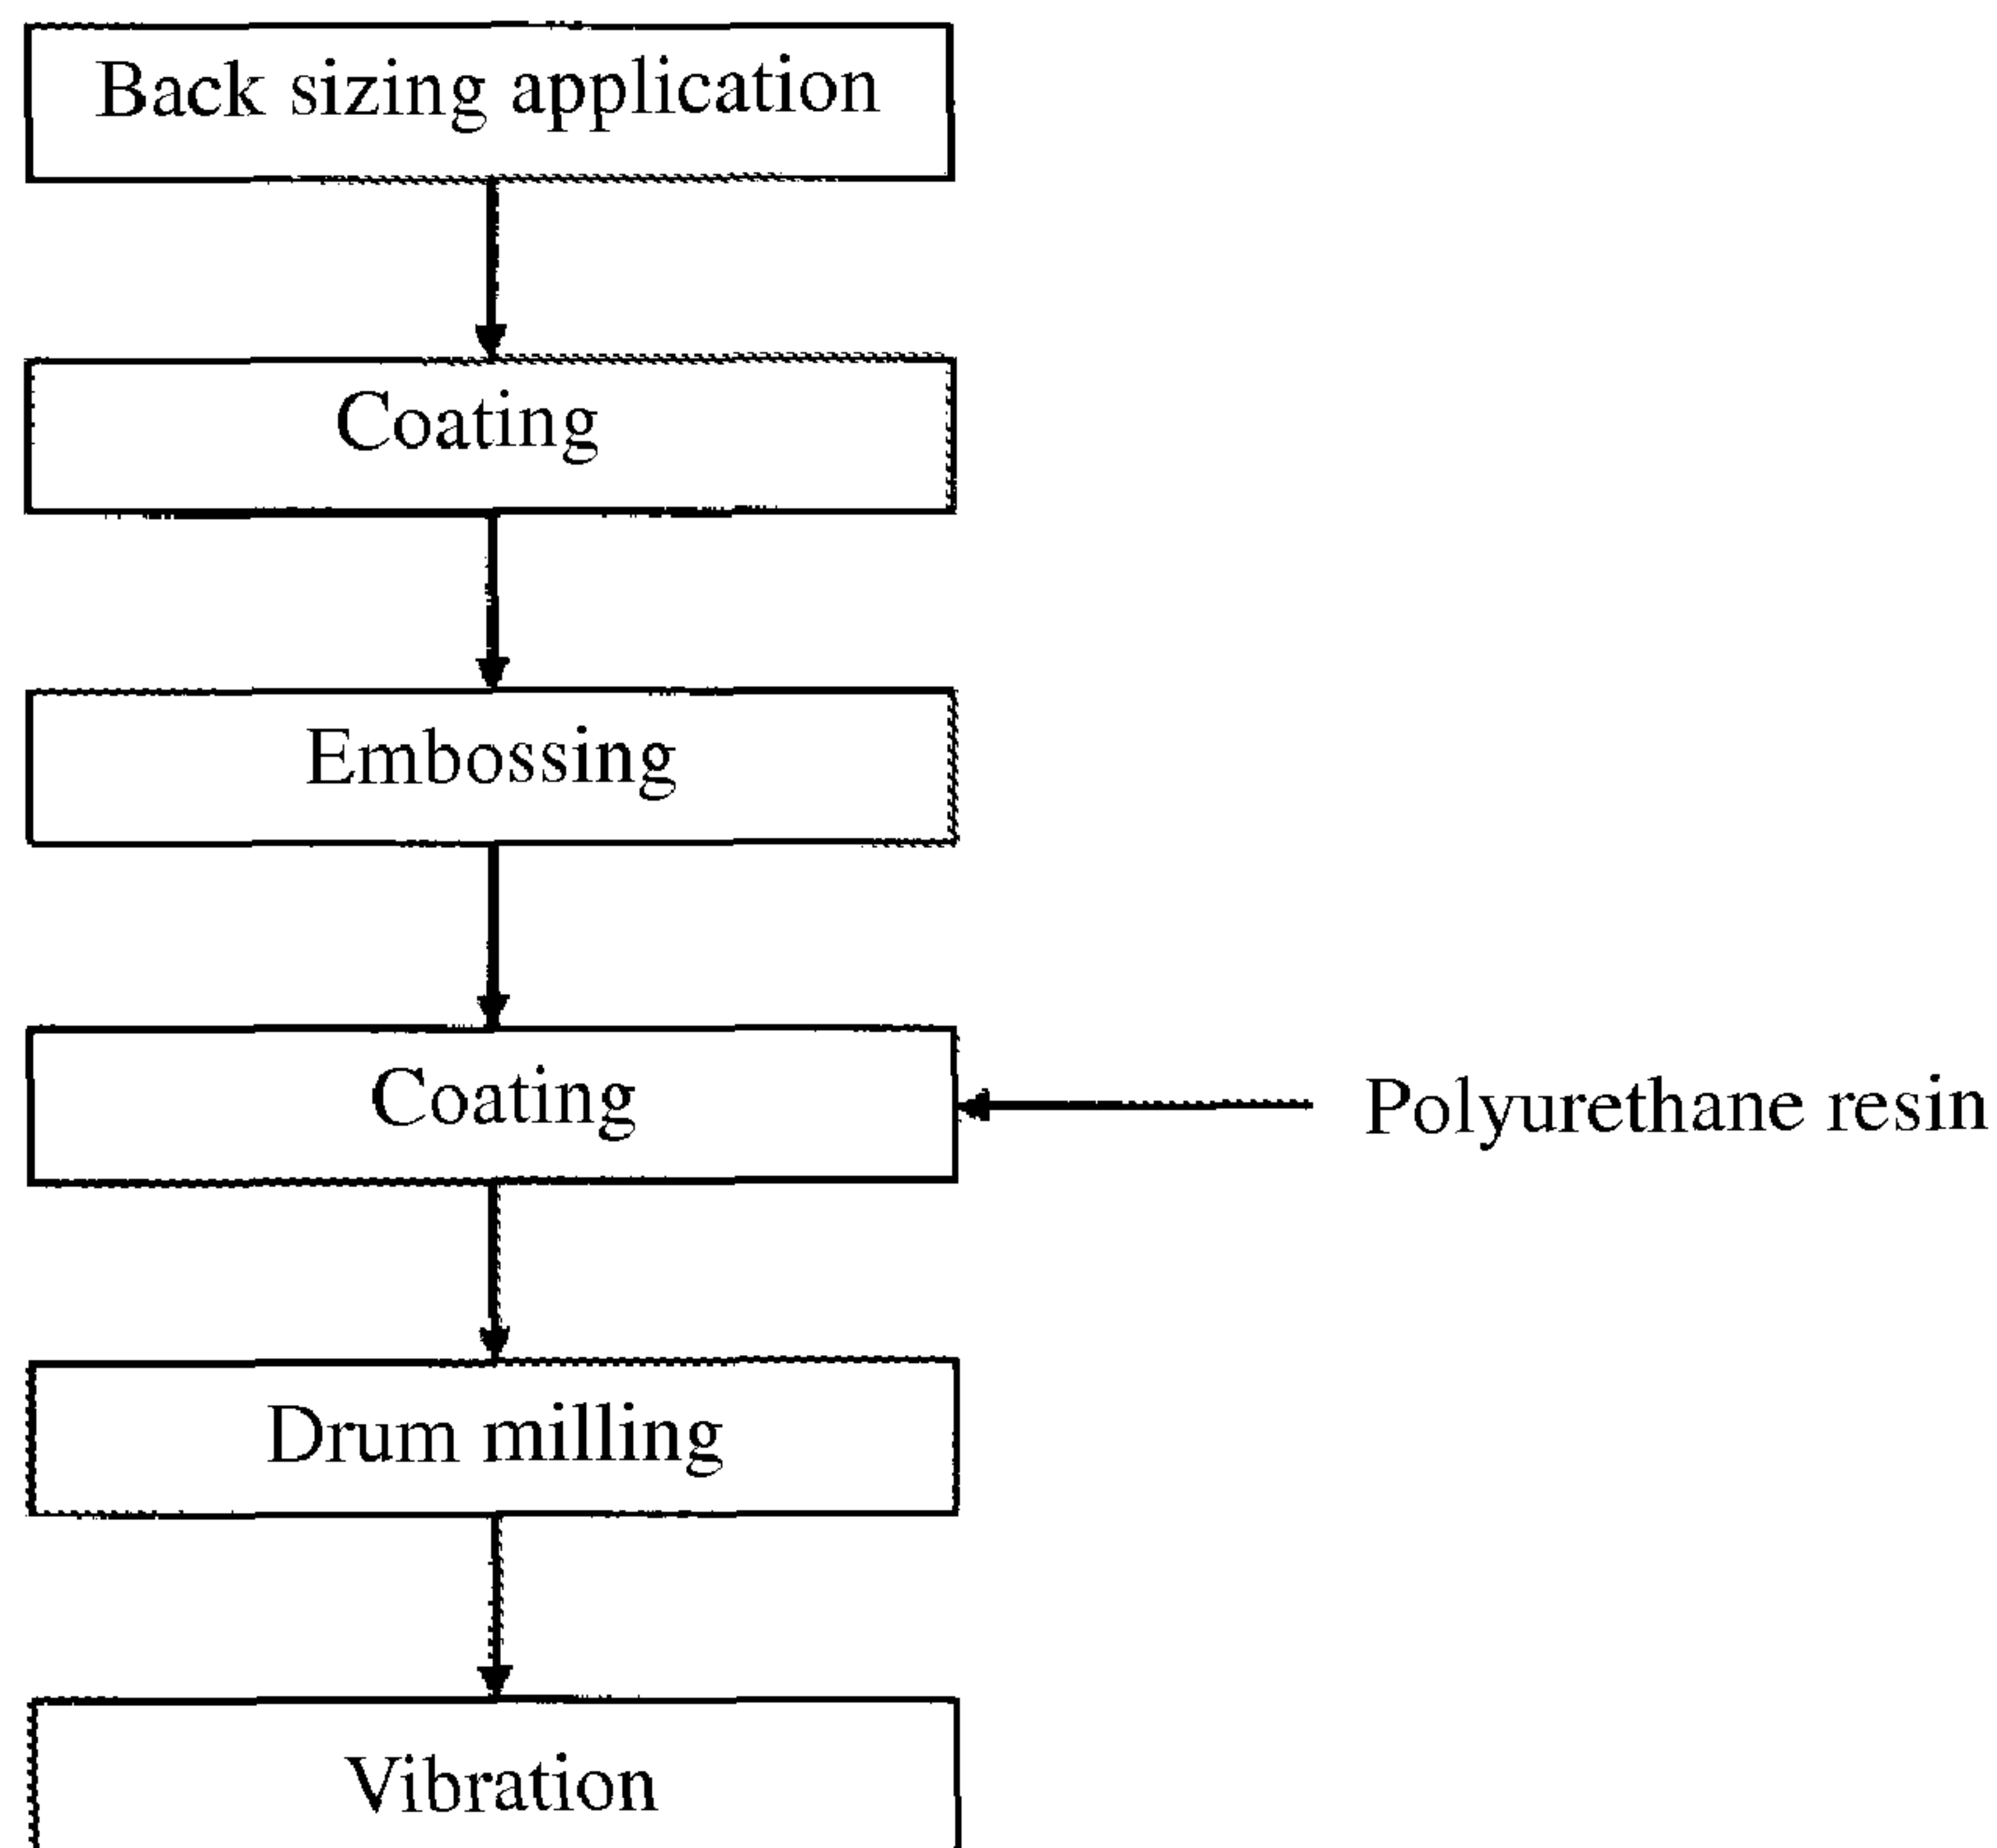 Back sizing application
Coating
Embossing
Coating
Polyurethane resin
Drum milling
Vibration